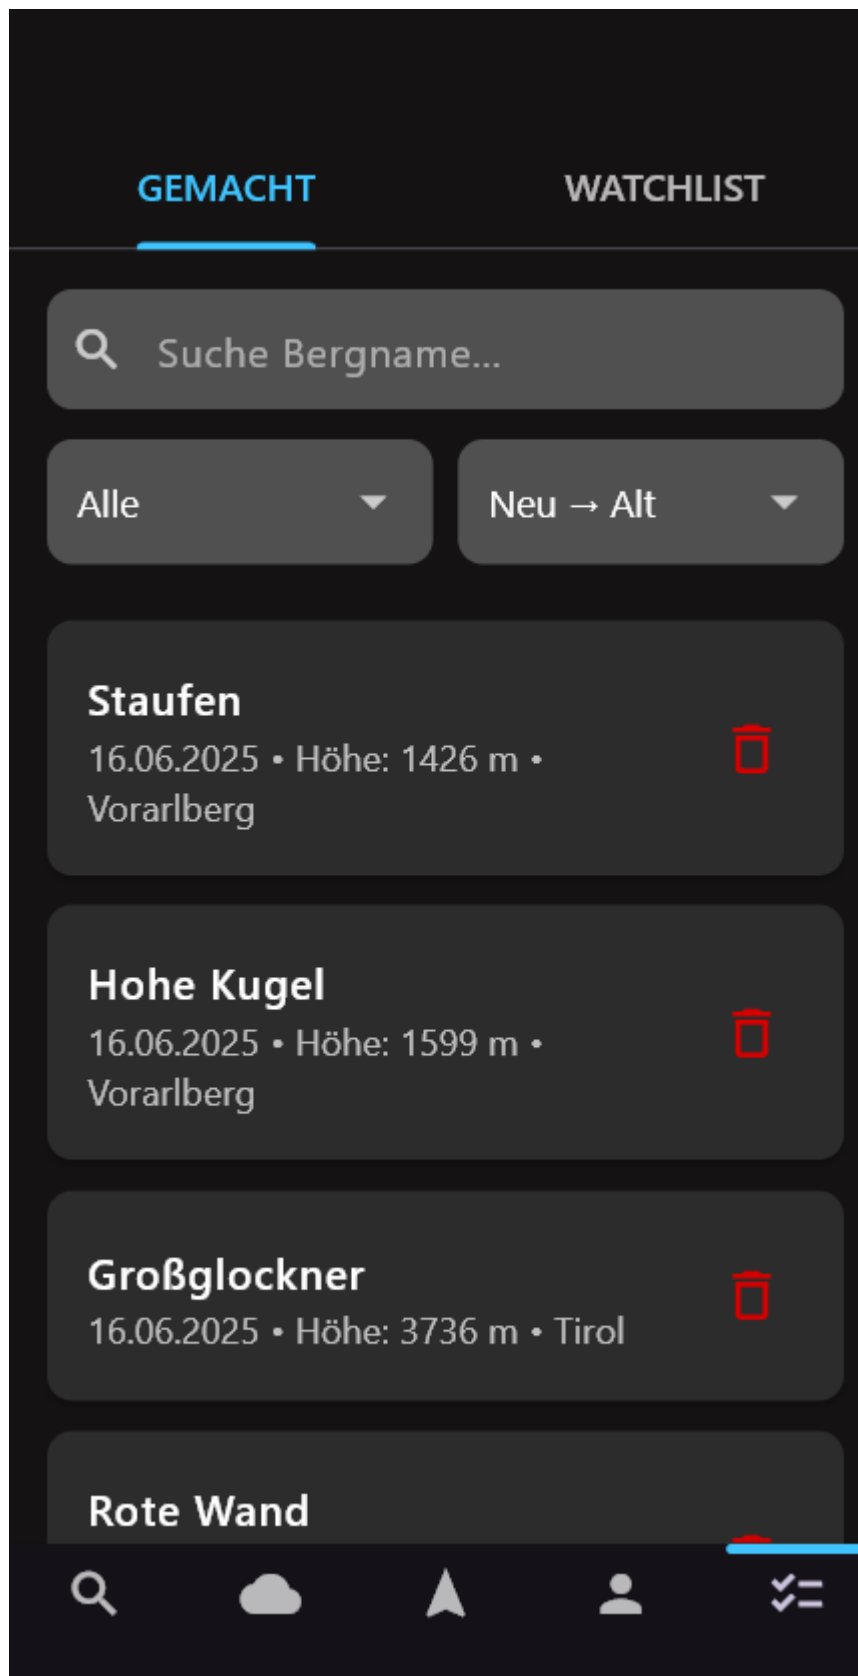 GEMACHT WATCHLIST
Suche Bergname...
Alle Neu → Alt
Staufen
16.06.2025 • Höhe: 1426 m •
Vorarlberg
Hohe Kugel
16.06.2025 • Höhe: 1599 m •
Vorarlberg
Großglockner
16.06.2025 • Höhe: 3736 m • Tirol
Rote Wand